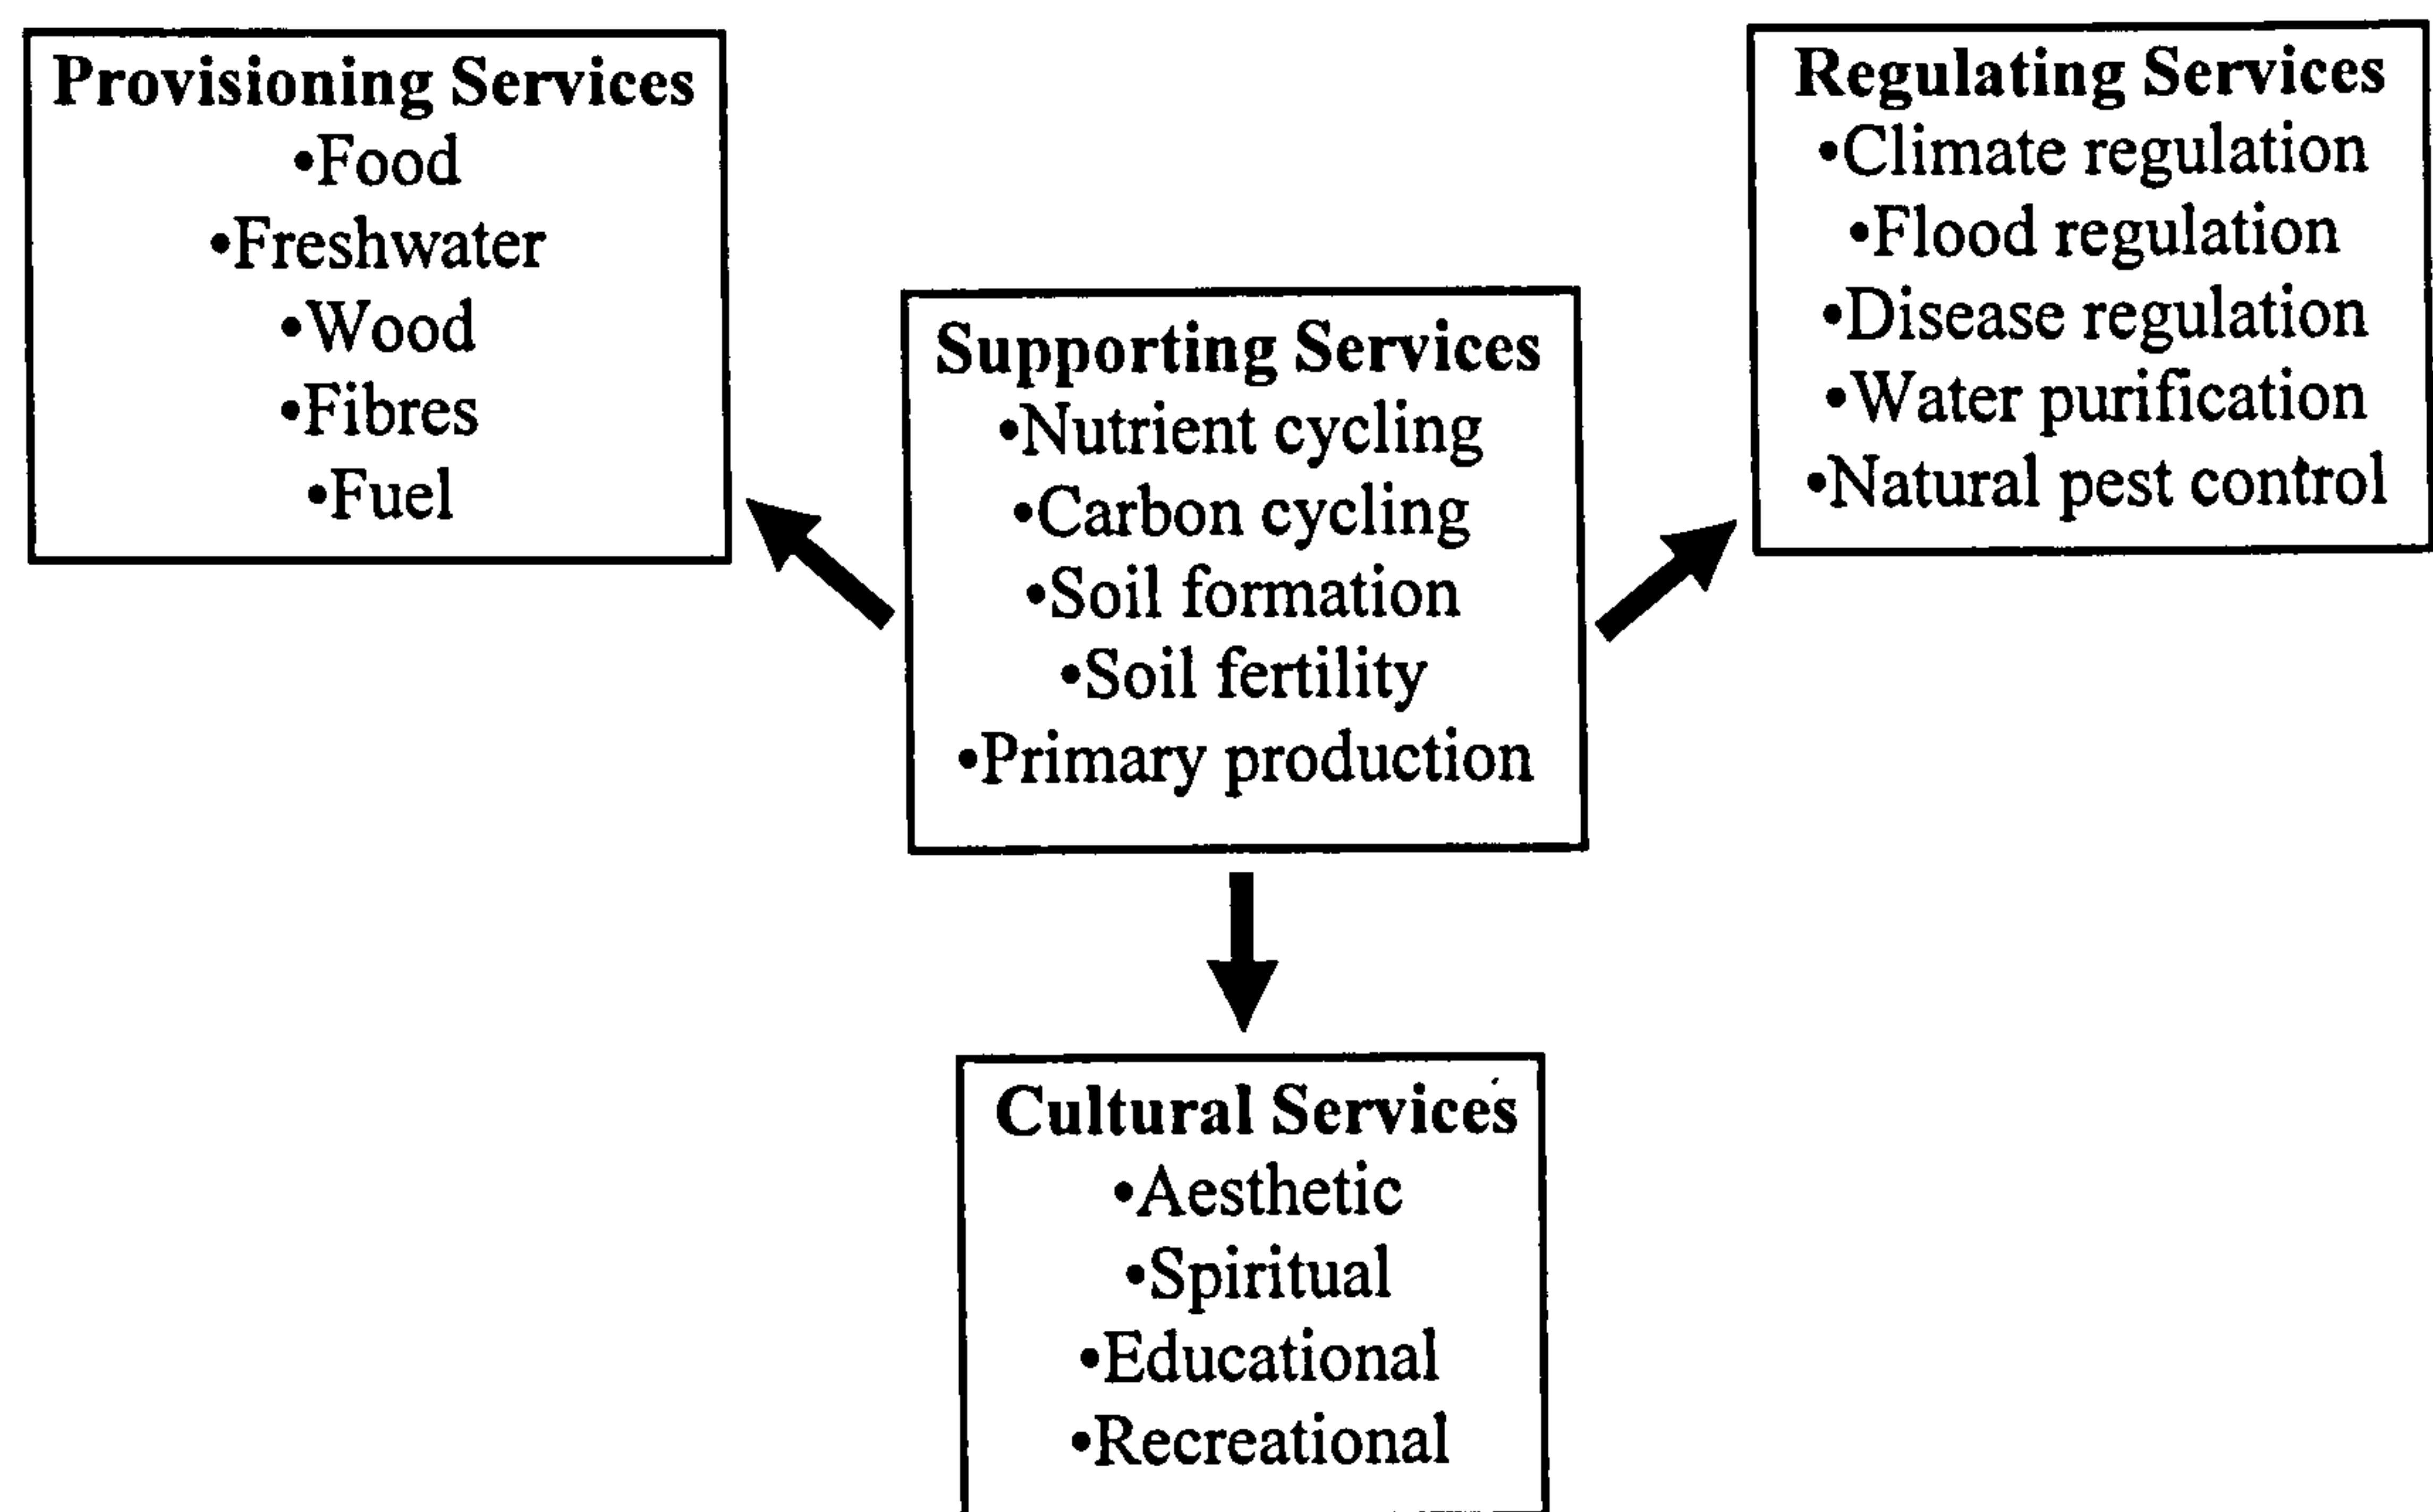 Provisioning Services
•Food
•Freshwater
•Wood
•Fibres
•Fuel
Regulating Services
•Climate regulation
•Flood regulation
•Disease regulation
•Water purification
•Natural pest control
Supporting Services
•Nutrient cycling
•Carbon cycling
•Soil formation
•Soil fertility
•Primary production
Cultural Services
•Aesthetic
•Spiritual
•Educational
•Recreational